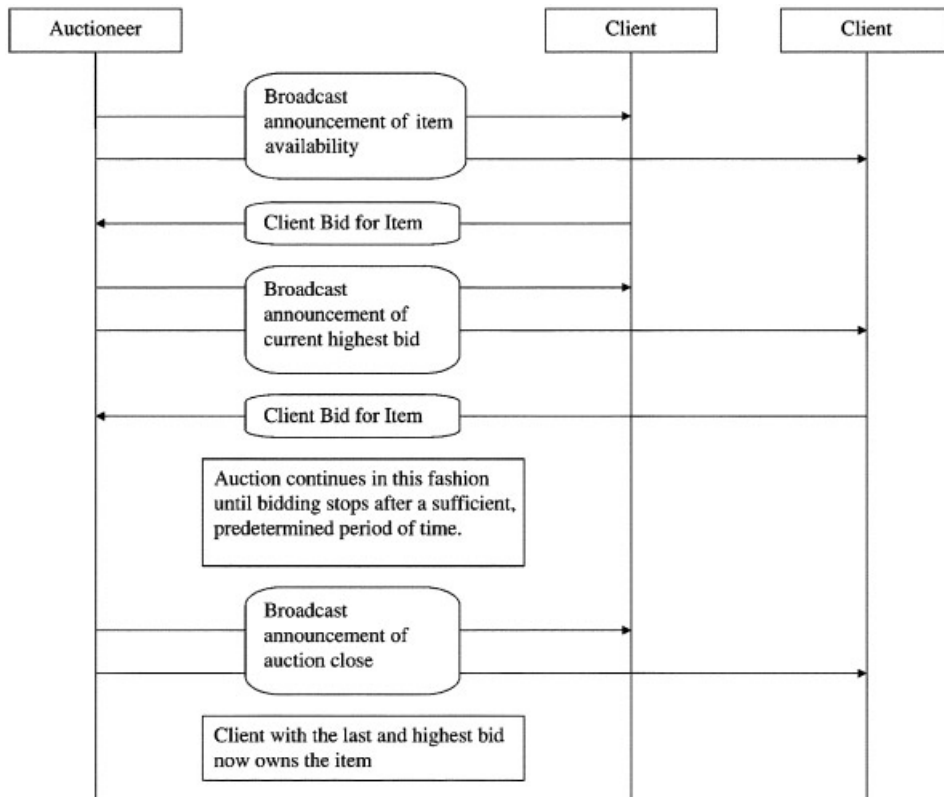 Auctioneer
Client
Client
Broadcast
announcement of item
availability
Client Bid for Item
Broadcast
announcement of
current highest bid
Client Bid for Item
Auction continues in this fashion
until bidding stops after a sufficient,
predetermined period of time.
Broadcast
announcement of
auction close
Client with the last and highest bid
now owns the item